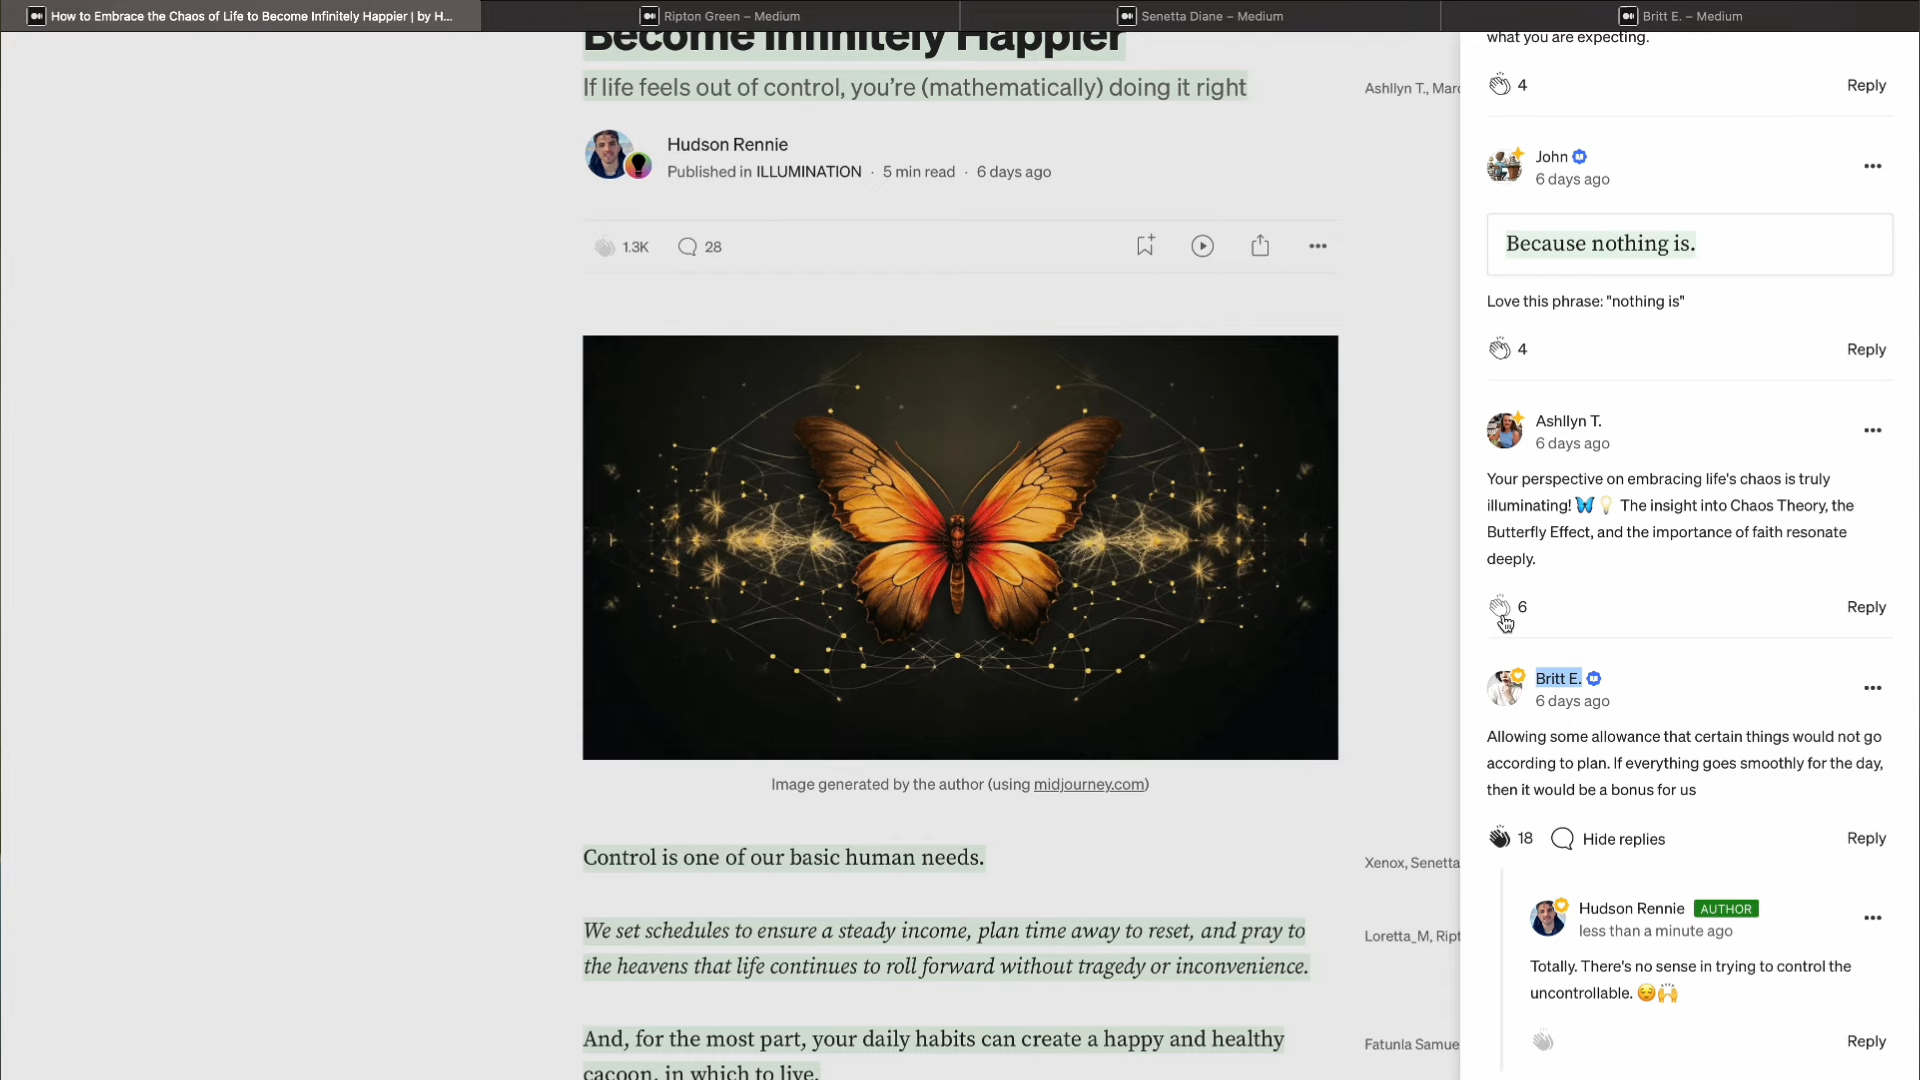 How to Embrace the Chaos of Life to Become Infinitely Happier | by H...
Ripton Green – Medium
Senetta Diane – Medium
Britt E. – Medium
Become Infinitely Happier
If life feels out of control, you’re (mathematically) doing it right
Ashllyn T., Marc
Hudson Rennie
Published in ILLUMINATION · 5 min read · 6 days ago
1.3K 28
Image generated by the author (using midjourney.com)
Control is one of our basic human needs.
Xenox, Senetta
We set schedules to ensure a steady income, plan time away to reset, and pray to
the heavens that life continues to roll forward without tragedy or inconvenience.
Loretta_M, Ript
And, for the most part, your daily habits can create a happy and healthy
cacoon, in which to live.
Fatunla Samue
what you are expecting.
4 Reply
John
6 days ago
Because nothing is.
Love this phrase: "nothing is"
4 Reply
Ashllyn T.
6 days ago
Your perspective on embracing life's chaos is truly
illuminating! 🦋💡 The insight into Chaos Theory, the
Butterfly Effect, and the importance of faith resonate
deeply.
6 Reply
Britt E.
6 days ago
Allowing some allowance that certain things would not go
according to plan. If everything goes smoothly for the day,
then it would be a bonus for us
18 Hide replies Reply
Hudson Rennie AUTHOR
less than a minute ago
Totally. There's no sense in trying to control the
uncontrollable. 😌🙌
Reply